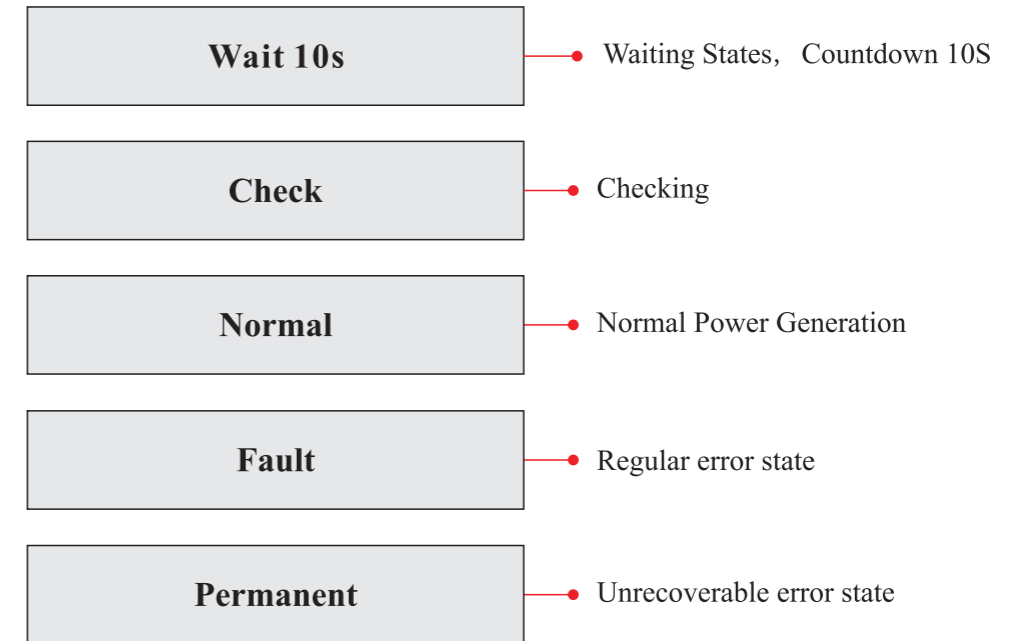 Wait 10s
Waiting States, Countdown 10S
Check
Checking
Normal
Normal Power Generation
Fault
Regular error state
Permanent
Unrecoverable error state